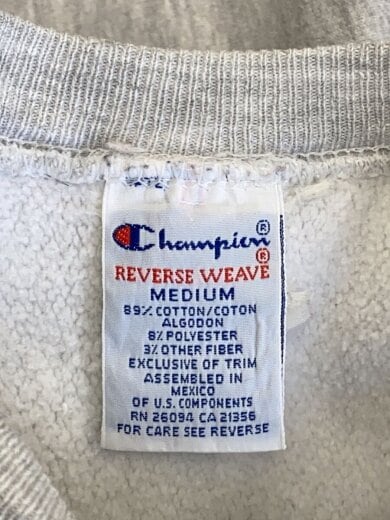 Champion®
REVERSE WEAVE®
MEDIUM
89% COTTON/COTON
ALGODON
8% POLYESTER
3% OTHER FIBER
EXCLUSIVE OF TRIM
ASSEMBLED IN
MEXICO
OF U.S. COMPONENTS
RN 26094 CA 21356
FOR CARE SEE REVERSE